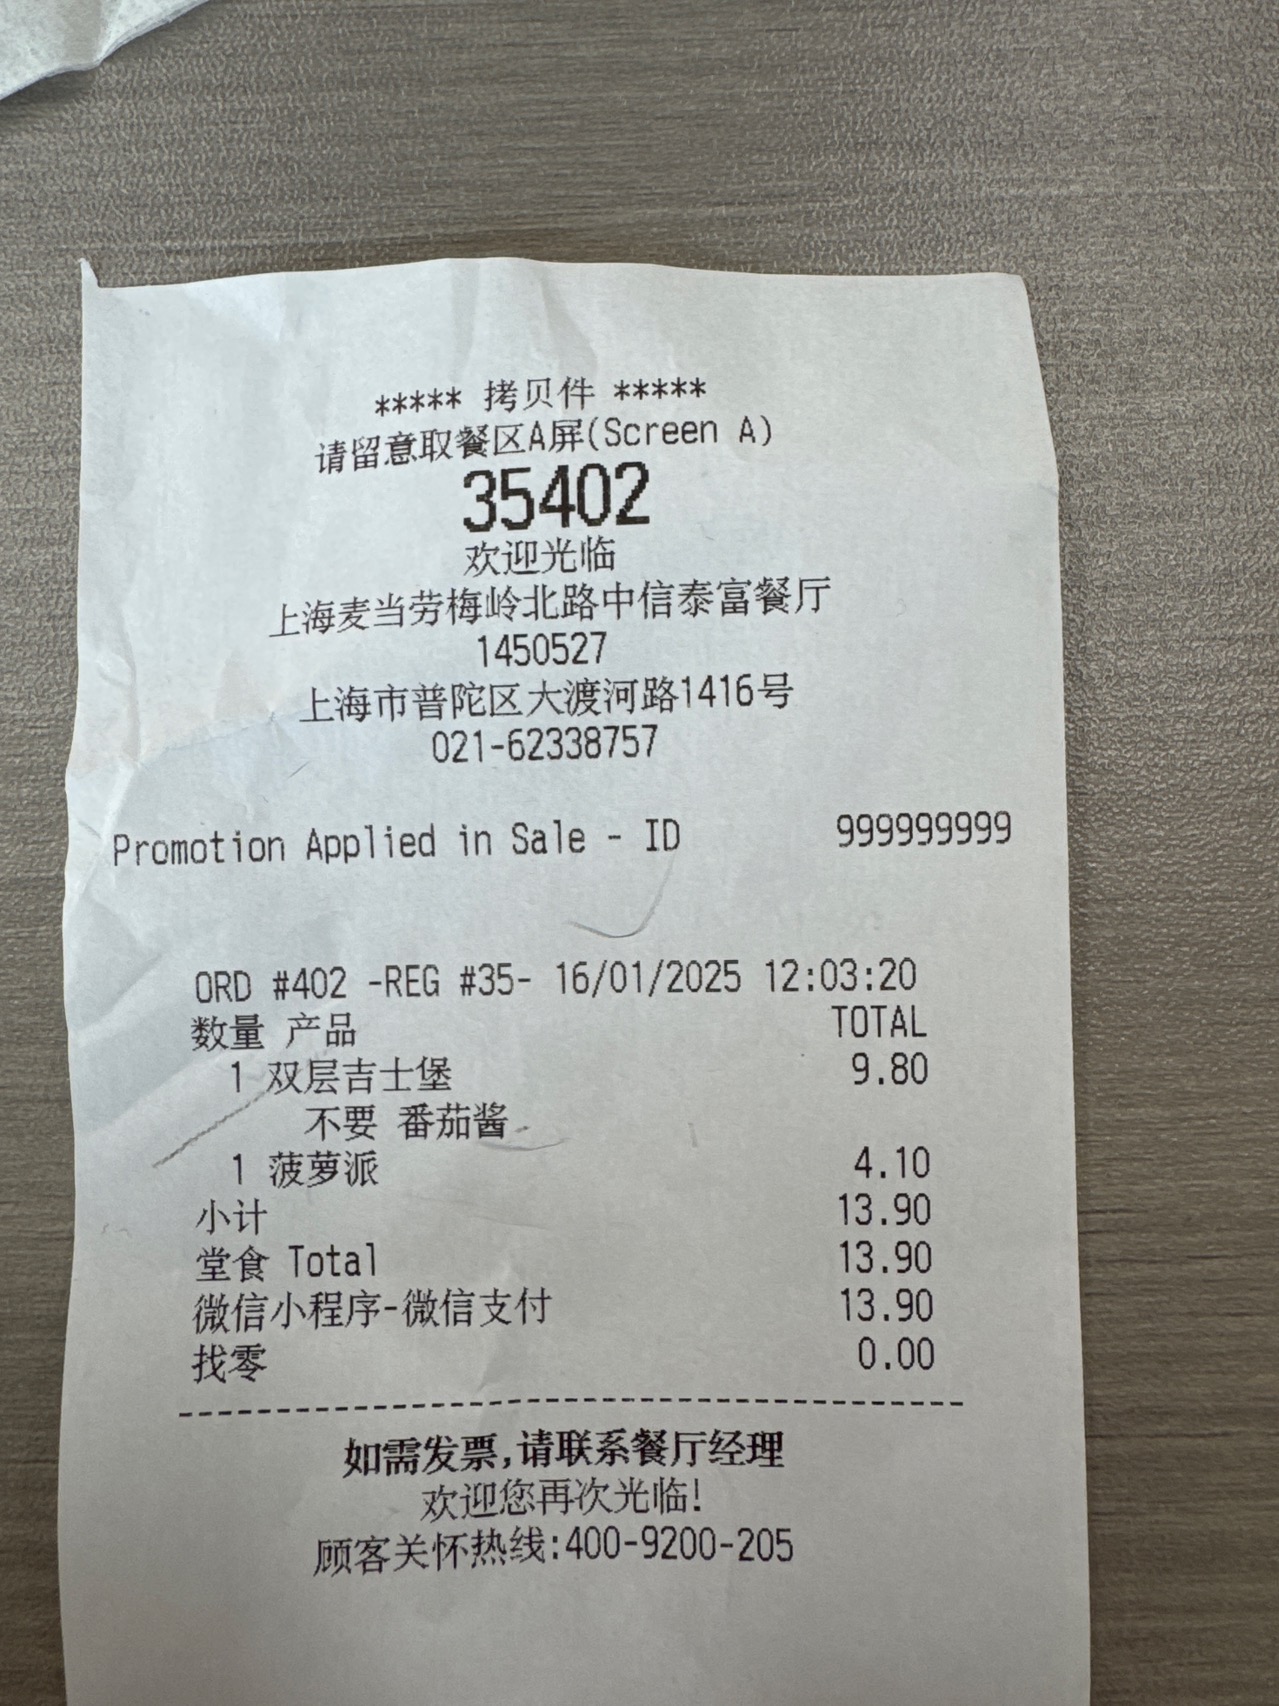 ***** 拷贝件 *****
请留意取餐区A屏(Screen A)
35402
欢迎光临
上海麦当劳梅岭北路中信泰富餐厅
1450527
上海市普陀区大渡河路1416号
021-62338757
Promotion Applied in Sale - ID 999999999
ORD #402 -REG #35- 16/01/2025 12:03:20
数量 产品 TOTAL
1 双层吉士堡 9.80
不要 番茄酱
1 菠萝派 4.10
小计 13.90
堂食 Total 13.90
微信小程序-微信支付 13.90
找零 0.00
如需发票,请联系餐厅经理
欢迎您再次光临!
顾客关怀热线:400-9200-205